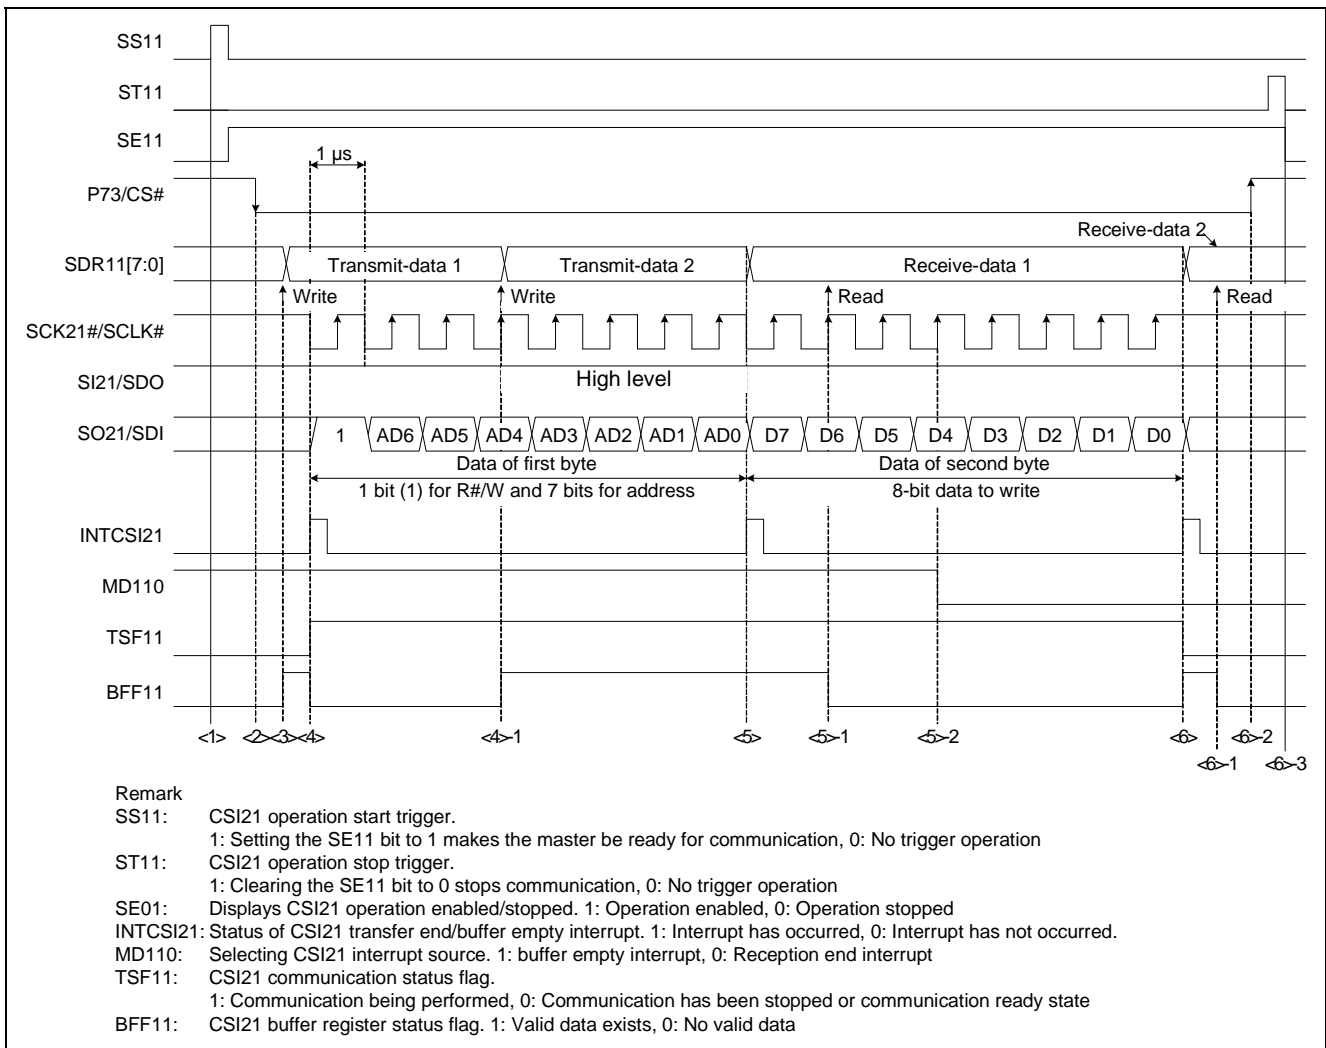 SS11
ST11
SE11
1 µs
P73/CS#
Receive-data 2
SDR11[7:0] Transmit-data 1 Transmit-data 2 Receive-data 1
Write Write Read Read
SCK21#/SCLK#
SI21/SDO High level
SO21/SDI 1 AD6 AD5 AD4 AD3 AD2 AD1 AD0 D7 D6 D5 D4 D3 D2 D1 D0
Data of first byte Data of second byte
1 bit (1) for R#/W and 7 bits for address 8-bit data to write
INTCSI21
MD110
TSF11
BFF11
<1> <2> <3> <4> <4>-1 <5> <5>-1 <5>-2 <6> <6>-2
<6>-1 <6>-3
Remark
SS11: CSI21 operation start trigger.
1: Setting the SE11 bit to 1 makes the master be ready for communication, 0: No trigger operation
ST11: CSI21 operation stop trigger.
1: Clearing the SE11 bit to 0 stops communication, 0: No trigger operation
SE01: Displays CSI21 operation enabled/stopped. 1: Operation enabled, 0: Operation stopped
INTCSI21: Status of CSI21 transfer end/buffer empty interrupt. 1: Interrupt has occurred, 0: Interrupt has not occurred.
MD110: Selecting CSI21 interrupt source. 1: buffer empty interrupt, 0: Reception end interrupt
TSF11: CSI21 communication status flag.
1: Communication being performed, 0: Communication has been stopped or communication ready state
BFF11: CSI21 buffer register status flag. 1: Valid data exists, 0: No valid data